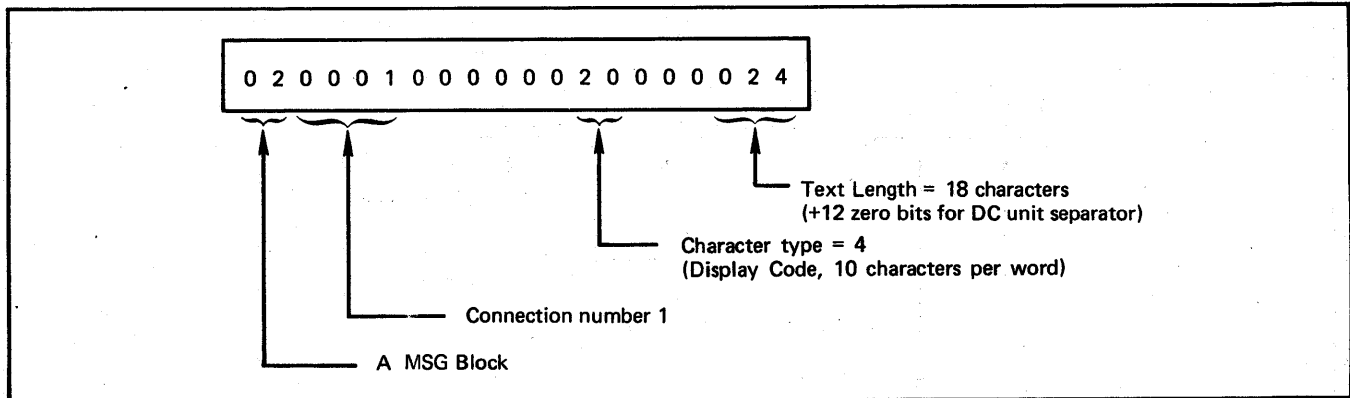 0 2 0 0 0 1 0 0 0 0 0 0 2 0 0 0 0 0 2 4
Text Length = 18 characters
(+12 zero bits for DC unit separator)
Character type = 4
(Display Code, 10 characters per word)
Connection number 1
A MSG Block